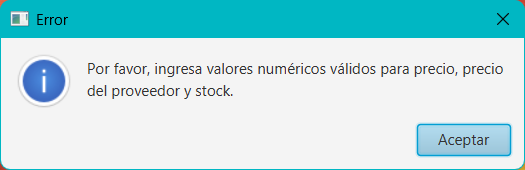 Error
Por favor, ingresa valores numéricos válidos para precio, precio
del proveedor y stock.
Aceptar